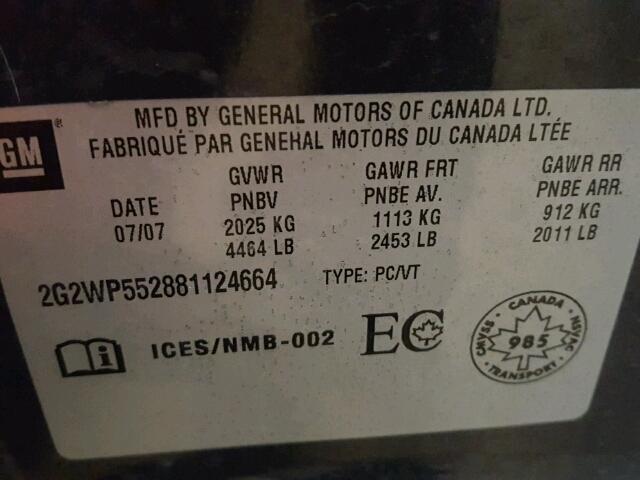 MFD BY GENERAL MOTORS OF CANADA LTD.
FABRIQUÉ PAR GENEHAL MOTORS DU CANADA LTÉE
GM
®
DATE
07/07
GVWR
PNBV
2025 KG
4464 LB
GAWR FRT
PNBE AV.
1113 KG
2453 LB
GAWR RR
PNBE ARR.
912 KG
2011 LB
2G2WP552881124664
TYPE: PC/VT
i
ICES/NMB-002
EC
CANADA
CMVSS
985
NSVAC
TRANSPORT